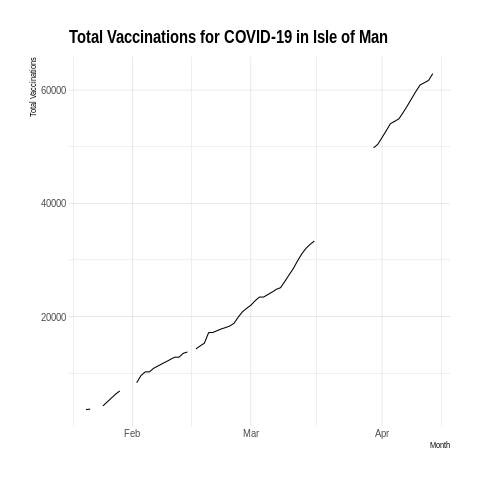 Total Vaccinations for COVID-19 in Isle of Man
Total Vaccinations
60000
40000
20000
Feb
Mar
Apr
Month